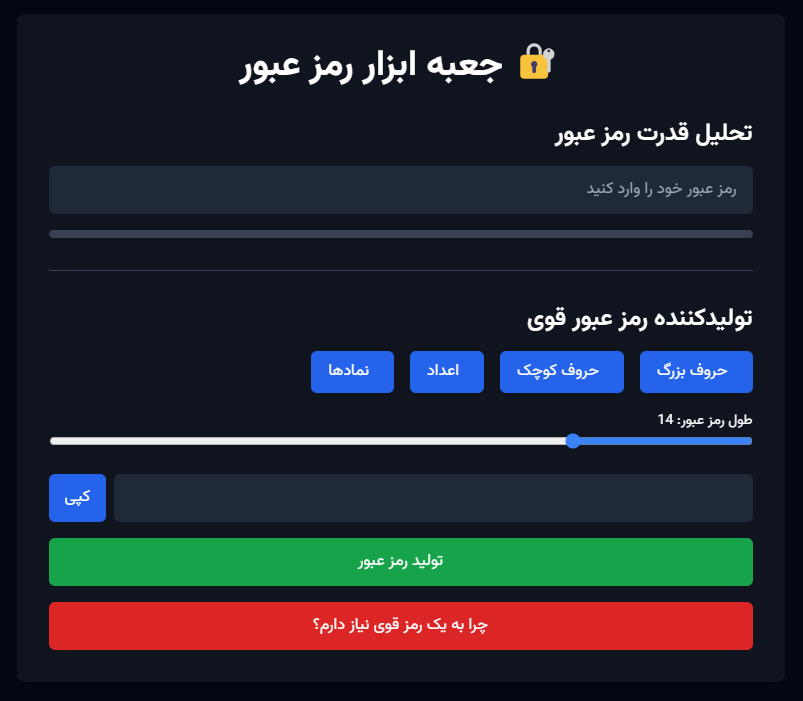 جعبه ابزار رمز عبور
تحلیل قدرت رمز عبور
رمز عبور خود را وارد کنید
تولیدکننده رمز عبور قوی
حروف بزرگ حروف کوچک اعداد نمادها
طول رمز عبور: 14
کپی
تولید رمز عبور
چرا به یک رمز قوی نیاز دارم؟